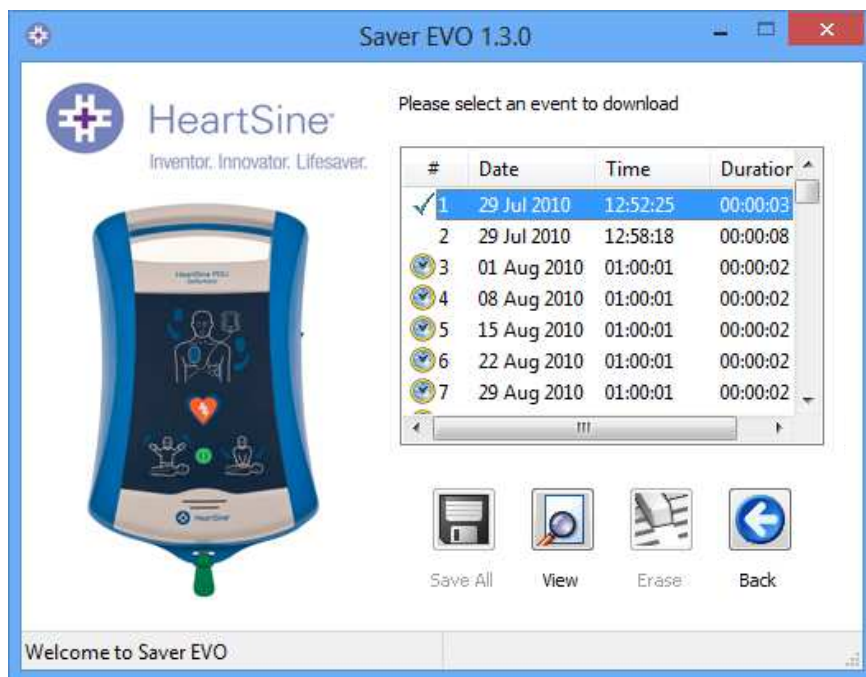 Saver EVO 1.3.0
HeartSine
Inventor. Innovator. Lifesaver.
Please select an event to download
# Date Time Duration
1 29 Jul 2010 12:52:25 00:00:03
2 29 Jul 2010 12:58:18 00:00:08
3 01 Aug 2010 01:00:01 00:00:02
4 08 Aug 2010 01:00:01 00:00:02
5 15 Aug 2010 01:00:01 00:00:02
6 22 Aug 2010 01:00:01 00:00:02
7 29 Aug 2010 01:00:01 00:00:02
HeartSine
Save All View Erase Back
Welcome to Saver EVO